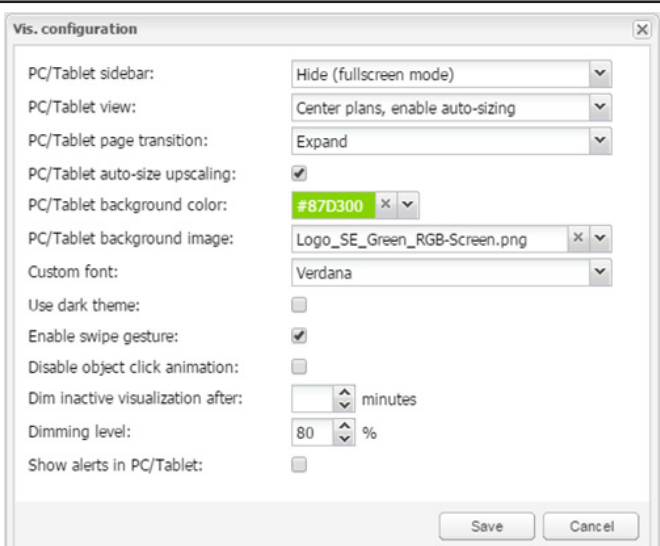 Vis. configuration
PC/Tablet sidebar: Hide (fullscreen mode)
PC/Tablet view: Center plans, enable auto-sizing
PC/Tablet page transition: Expand
PC/Tablet auto-size upscaling:
PC/Tablet background color: #87D300
PC/Tablet background image: Logo_SE_Green_RGB-Screen.png
Custom font: Verdana
Use dark theme:
Enable swipe gesture:
Disable object click animation:
Dim inactive visualization after: minutes
Dimming level: 80 %
Show alerts in PC/Tablet:
Save Cancel